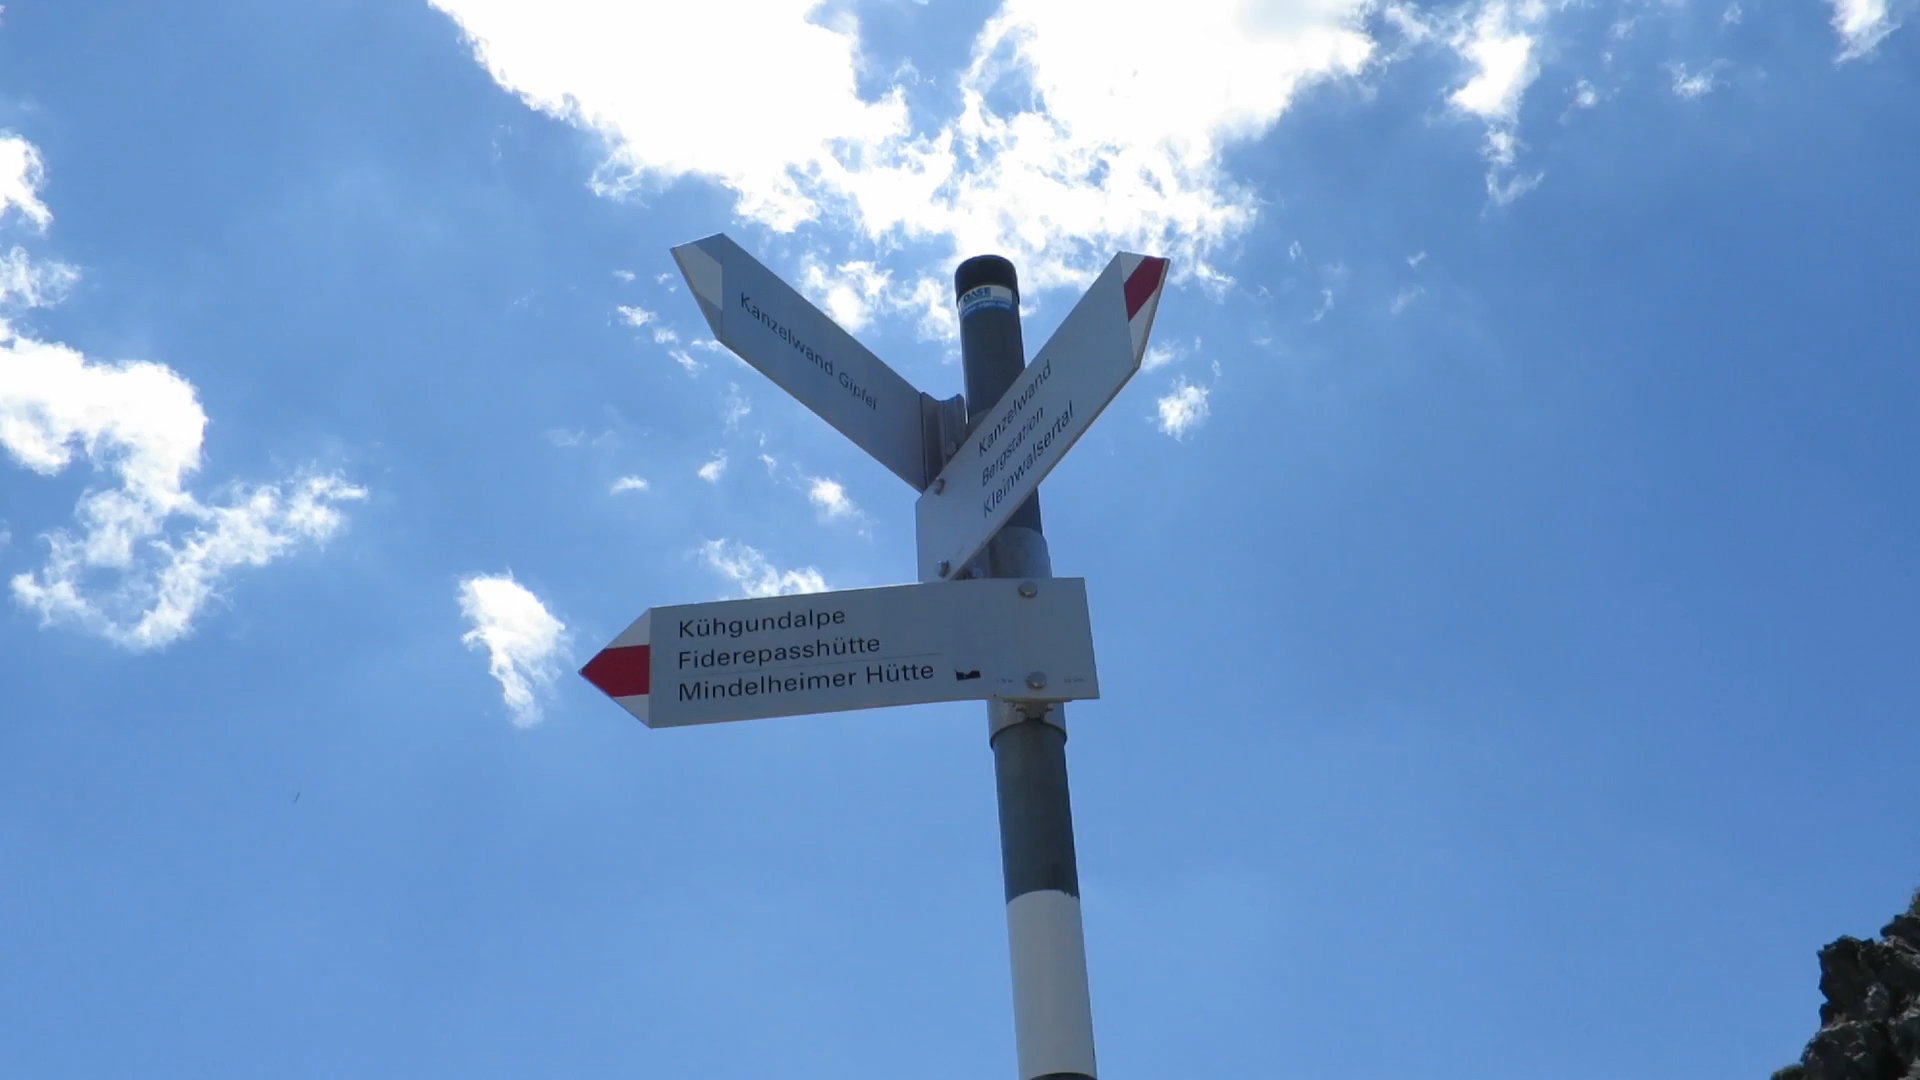 Kanzelwand Gipfel
Kanzelwand
Bergstation
Kleinwalsertal
Kühgundalpe
Fiderepasshütte
Mindelheimer Hütte